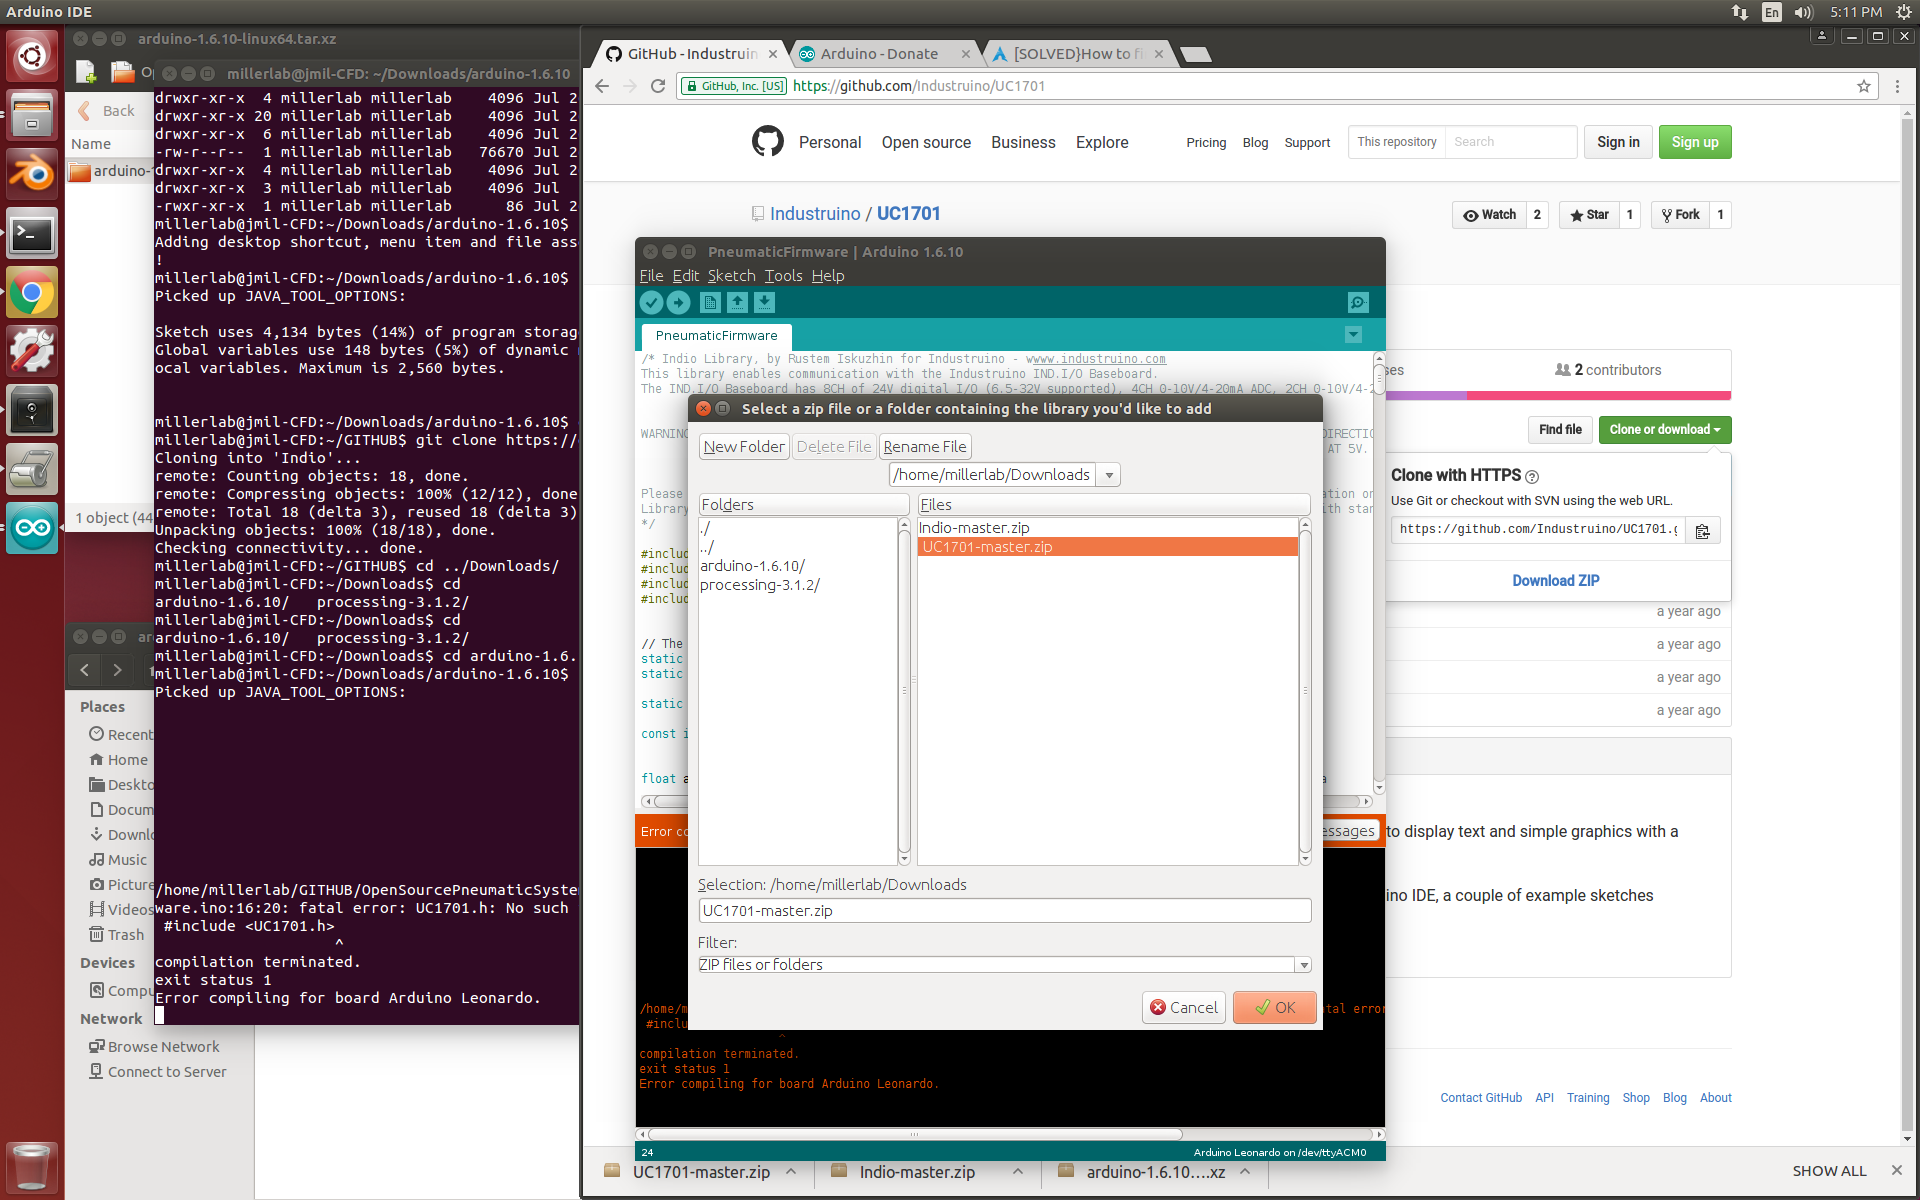 Arduino IDE
En
5:11 PM
arduino-1.6.10-linux64.tar.xz
Back
Name
arduino-1
1 object (44
millerlab@jmil-CFD: ~/Downloads/arduino-1.6.10
drwxr-xr-x  4 millerlab millerlab    4096 Jul 2
drwxr-xr-x 20 millerlab millerlab    4096 Jul 2
drwxr-xr-x  6 millerlab millerlab    4096 Jul 2
-rw-r--r--  1 millerlab millerlab   76670 Jul 2
drwxr-xr-x  4 millerlab millerlab    4096 Jul 2
drwxr-xr-x  3 millerlab millerlab    4096 Jul
-rwxr-xr-x  1 millerlab millerlab      86 Jul 2
millerlab@jmil-CFD:~/Downloads/arduino-1.6.10$
Adding desktop shortcut, menu item and file ass
!
millerlab@jmil-CFD:~/Downloads/arduino-1.6.10$
Picked up JAVA_TOOL_OPTIONS:
Sketch uses 4,134 bytes (14%) of program storag
Global variables use 148 bytes (5%) of dynamic
ocal variables. Maximum is 2,560 bytes.
millerlab@jmil-CFD:~/Downloads/arduino-1.6.10$
millerlab@jmil-CFD:~/GITHUB$ git clone https://
Cloning into 'Indio'...
remote: Counting objects: 18, done.
remote: Compressing objects: 100% (12/12), done
remote: Total 18 (delta 3), reused 18 (delta 3)
Unpacking objects: 100% (18/18), done.
Checking connectivity... done.
millerlab@jmil-CFD:~/GITHUB$ cd ../Downloads/
millerlab@jmil-CFD:~/Downloads$ cd
arduino-1.6.10/   processing-3.1.2/
millerlab@jmil-CFD:~/Downloads$ cd
arduino-1.6.10/   processing-3.1.2/
millerlab@jmil-CFD:~/Downloads$ cd arduino-1.6.
millerlab@jmil-CFD:~/Downloads/arduino-1.6.10$
Picked up JAVA_TOOL_OPTIONS:
/home/millerlab/GITHUB/OpenSourcePneumaticSyste
ware.ino:16:20: fatal error: UC1701.h: No such
#include <UC1701.h>
^
compilation terminated.
exit status 1
Error compiling for board Arduino Leonardo.
Places
Recent
Home
Deskto
Docum
Downlo
Music
Picture
Videos
Trash
Devices
Compu
Network
Browse Network
Connect to Server
GitHub - Industruin
Arduino - Donate
[SOLVED]How to fi
GitHub, Inc. [US]
https://github.com/Industruino/UC1701
Personal
Open source
Business
Explore
Pricing
Blog
Support
This repository
Search
Sign in
Sign up
Industruino / UC1701
Watch 2
Star 1
Fork 1
ses
2 contributors
Find file
Clone or download
Clone with HTTPS
Use Git or checkout with SVN using the web URL.
https://github.com/Industruino/UC1701.g
Download ZIP
a year ago
a year ago
a year ago
a year ago
to display text and simple graphics with a
ino IDE, a couple of example sketches
Contact GitHub
API
Training
Shop
Blog
About
PneumaticFirmware | Arduino 1.6.10
File Edit Sketch Tools Help
PneumaticFirmware
/* Indio Library, by Rustem Iskuzhin for Industruino - www.industruino.com
This library enables communication with the Industruino IND.I/O Baseboard.
The IND.I/O Baseboard has 8CH of 24V digital I/O (6.5-32V supported), 4CH 0-10V/4-20mA ADC, 2CH 0-10V/4-2
WARNING
DIRECTIO
AT 5V.
Please
ation on
Library
ith stan
*/
#includ
#includ
#includ
#includ
// The
static
static
static
const i
float a
Error co
essages
/home/m
tal error
#inclu
^
compilation terminated.
exit status 1
Error compiling for board Arduino Leonardo.
24
Arduino Leonardo on /dev/ttyACM0
Select a zip file or a folder containing the library you'd like to add
New Folder
Delete File
Rename File
/home/millerlab/Downloads
Folders
Files
./
../
arduino-1.6.10/
processing-3.1.2/
Indio-master.zip
UC1701-master.zip
Selection: /home/millerlab/Downloads
UC1701-master.zip
Filter:
ZIP files or folders
Cancel
OK
UC1701-master.zip
Indio-master.zip
arduino-1.6.10....xz
SHOW ALL